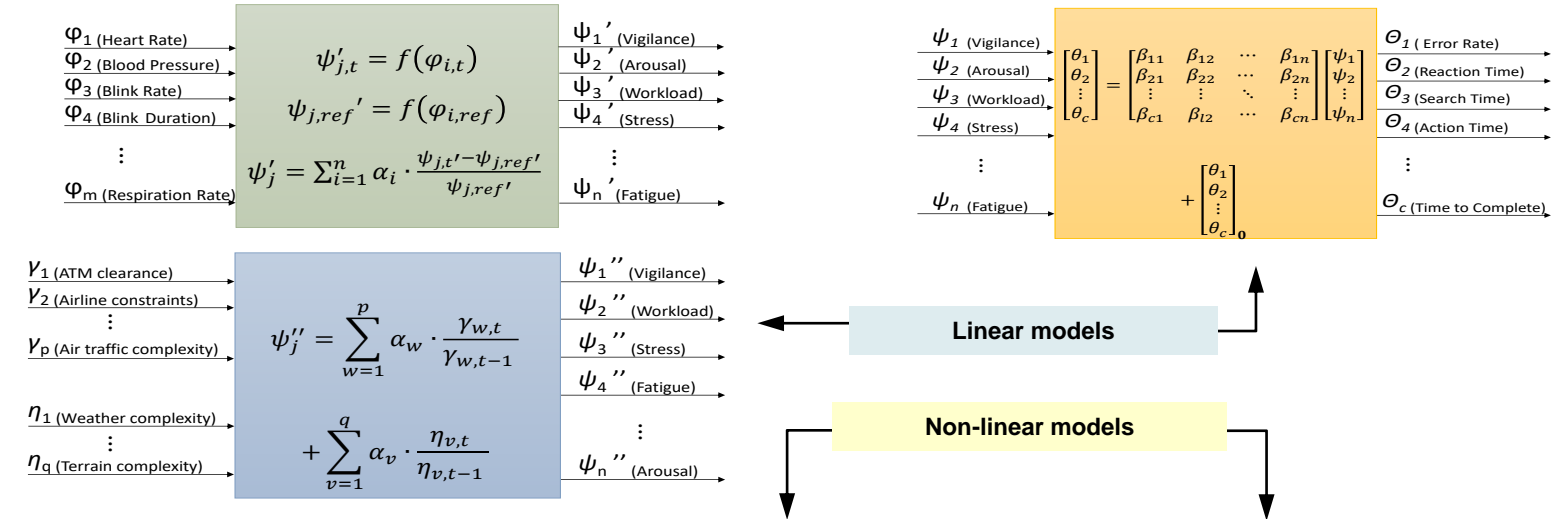 φ1 (Heart Rate)
φ2 (Blood Pressure)
φ3 (Blink Rate)
φ4 (Blink Duration)
⋮
φm (Respiration Rate)
ψ′j,t = f(φi,t)
ψj,ref′ = f(φi,ref)
ψ′j = ∑ⁿi=1 αi · (ψj,t′−ψj,ref′)/ψj,ref′
ψ1′ (Vigilance)
ψ2′ (Arousal)
ψ3′ (Workload)
ψ4′ (Stress)
⋮
ψn′ (Fatigue)
γ1 (ATM clearance)
γ2 (Airline constraints)
⋮
γp (Air traffic complexity)
η1 (Weather complexity)
⋮
ηq (Terrain complexity)
ψ′′j = ∑ᵖw=1 αw · γw,t/γw,t−1
+ ∑qv=1 αv · ηv,t/ηv,t−1
ψ1′′ (Vigilance)
ψ2′′ (Workload)
ψ3′′ (Stress)
ψ4′′ (Fatigue)
⋮
ψn′′ (Arousal)
ψ1 (Vigilance)
ψ2 (Arousal)
ψ3 (Workload)
ψ4 (Stress)
⋮
ψn (Fatigue)
[θ1 θ2 ⋮ θc] = [β11 β12 ⋯ β1n
β21 β22 ⋯ β2n
⋮ ⋮ ⋱ ⋮
βc1 βl2 ⋯ βcn] [ψ1 ψ2 ⋮ ψn]
+ [θ1 θ2 ⋮ θc]0
Θ1 ( Error Rate)
Θ2 (Reaction Time)
Θ3 (Search Time)
Θ4 (Action Time)
⋮
Θc (Time to Complete)
Linear models
Non-linear models